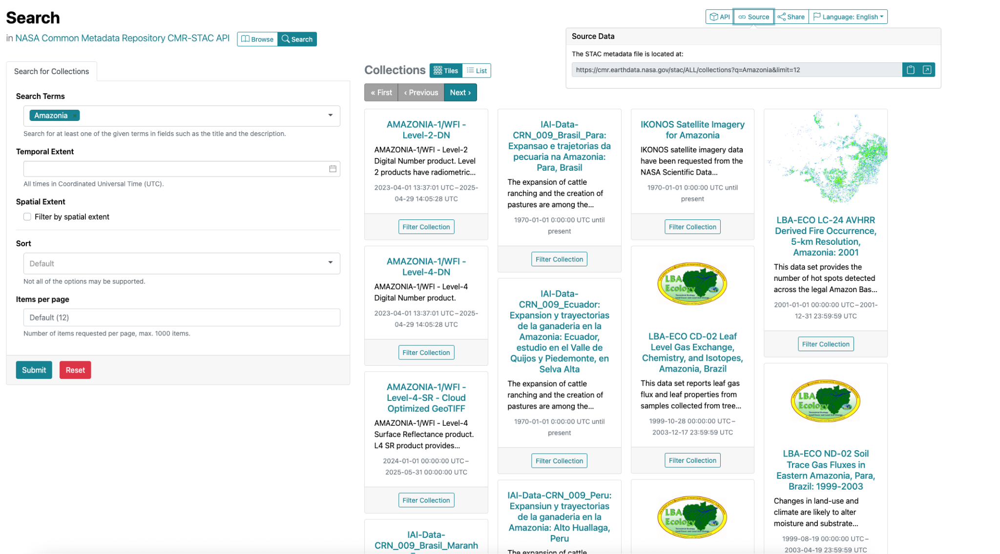 Search
in NASA Common Metadata Repository CMR-STAC API
Browse
Search
API
Source
Share
Language: English
Source Data
The STAC metadata file is located at:
https://cmr.earthdata.nasa.gov/stac/ALL/collections?q=Amazonia&limit=12
Search for Collections
Search Terms
Amazonia ×
Search for at least one of the given terms in fields such as the title and the description.
Temporal Extent
All times in Coordinated Universal Time (UTC).
Spatial Extent
Filter by spatial extent
Sort
Default
Not all of the options may be supported.
Items per page
Default (12)
Number of items requested per page, max. 1000 items.
Submit
Reset
Collections
Tiles
List
« First
‹ Previous
Next ›
AMAZONIA-1/WFI -
Level-2-DN
AMAZONIA-1/WFI - Level-2
Digital Number product. Level
2 products have radiometric...
2023-04-01 13:37:01 UTC – 2025-
04-29 14:05:28 UTC
Filter Collection
AMAZONIA-1/WFI -
Level-4-DN
AMAZONIA-1/WFI - Level-4
Digital Number product.
2023-04-01 13:37:01 UTC – 2025-
04-29 14:05:28 UTC
Filter Collection
AMAZONIA-1/WFI -
Level-4-SR - Cloud
Optimized GeoTIFF
AMAZONIA-1/WFI - Level-4
Surface Reflectance product.
L4 SR product provides...
2024-01-01 00:00:00 UTC –
2025-05-31 00:00:00 UTC
Filter Collection
IAI-Data-
CRN_009_Brasil_Maranh
IAI-Data-
CRN_009_Brasil_Para:
Expansao e trajetorias da
pecuaria na Amazonia:
Para, Brasil
The expansion of cattle
ranching and the creation of
pastures are among the...
1970-01-01 0:00:00 UTC until
present
Filter Collection
IAI-Data-
CRN_009_Ecuador:
Expansion y trayectorias
de la ganaderia en la
Amazonia: Ecuador,
estudio en el Valle de
Quijos y Piedemonte, en
Selva Alta
The expansion of cattle
ranching and the creation of
pastures are among the...
1970-01-01 0:00:00 UTC until
present
Filter Collection
IAI-Data-CRN_009_Peru:
Expansiun y trayectorias
de la ganaderia en la
Amazonia: Alto Huallaga,
Peru
The expansion of cattle
IKONOS Satellite Imagery
for Amazonia
IKONOS satellite imagery data
have been requested from the
NASA Scientific Data...
1970-01-01 0:00:00 UTC until
present
Filter Collection
LBA
Ecology
LBA-ECO CD-02 Leaf
Level Gas Exchange,
Chemistry, and Isotopes,
Amazonia, Brazil
This data set reports leaf gas
flux and leaf properties from
samples collected from tree...
1999-10-28 00:00:00 UTC –
2003-12-17 23:59:59 UTC
Filter Collection
LBA
Ecology
LBA-ECO LC-24 AVHRR
Derived Fire Occurrence,
5-km Resolution,
Amazonia: 2001
This data set provides the
number of hot spots detected
across the legal Amazon Bas...
2001-01-01 00:00:00 UTC – 2001-
12-31 23:59:59 UTC
Filter Collection
LBA
Ecology
LBA-ECO ND-02 Soil
Trace Gas Fluxes in
Eastern Amazonia, Para,
Brazil: 1999-2003
Changes in land-use and
climate are likely to alter
moisture and substrate...
1999-08-19 00:00:00 UTC –
2003-04-19 23:59:59 UTC